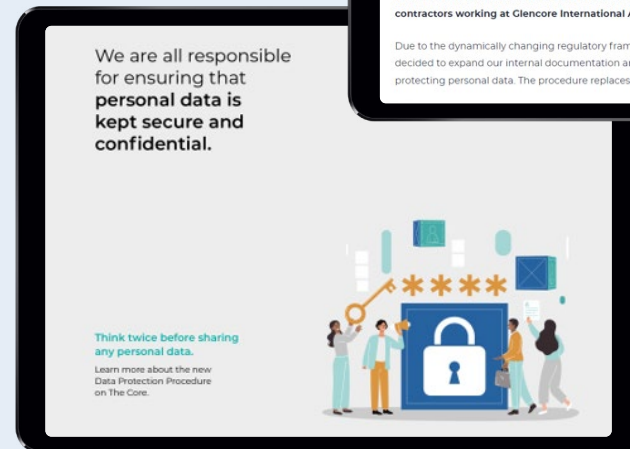 contractors working at Glencore International
Due to the dynamically changing regulatory
decided to expand our internal documentation
protecting personal data. The procedure replaces
We are all responsible
for ensuring that
personal data is
kept secure and
confidential.
****
Think twice before sharing
any personal data.
Learn more about the new
Data Protection Procedure
on The Core.